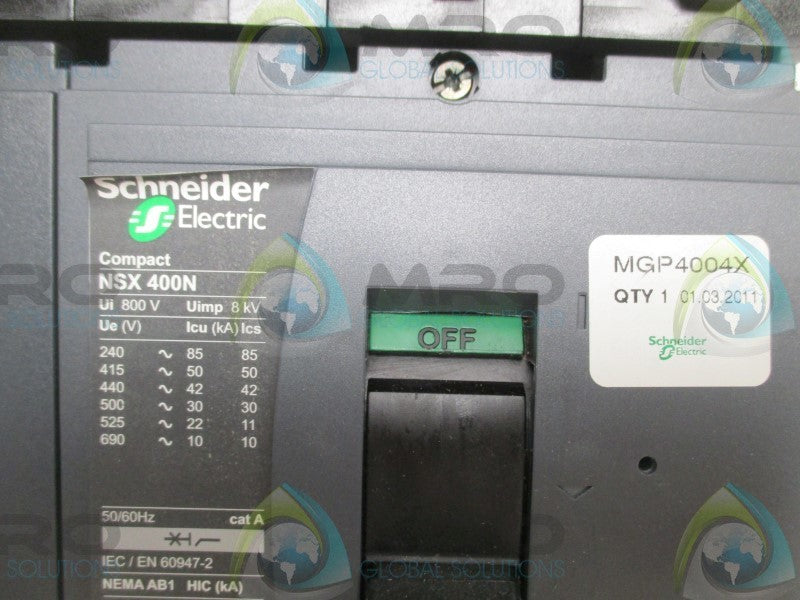 MRO
GLOBAL SOLUTIONS
Schneider
Electric
Compact
NSX 400N
Ui 800 V Uimp 8 kV
Ue (V) Icu (kA) Ics
240 ~ 85 85
415 ~ 50 50
440 ~ 42 42
500 ~ 30 30
525 ~ 22 11
690 ~ 10 10
50/60Hz cat A
IEC / EN 60947-2
NEMA AB1 HIC (kA)
OFF
MGP4004X
QTY 1 01.03.2011
Schneider
Electric
MRO
GLOBAL SOLUTIONS